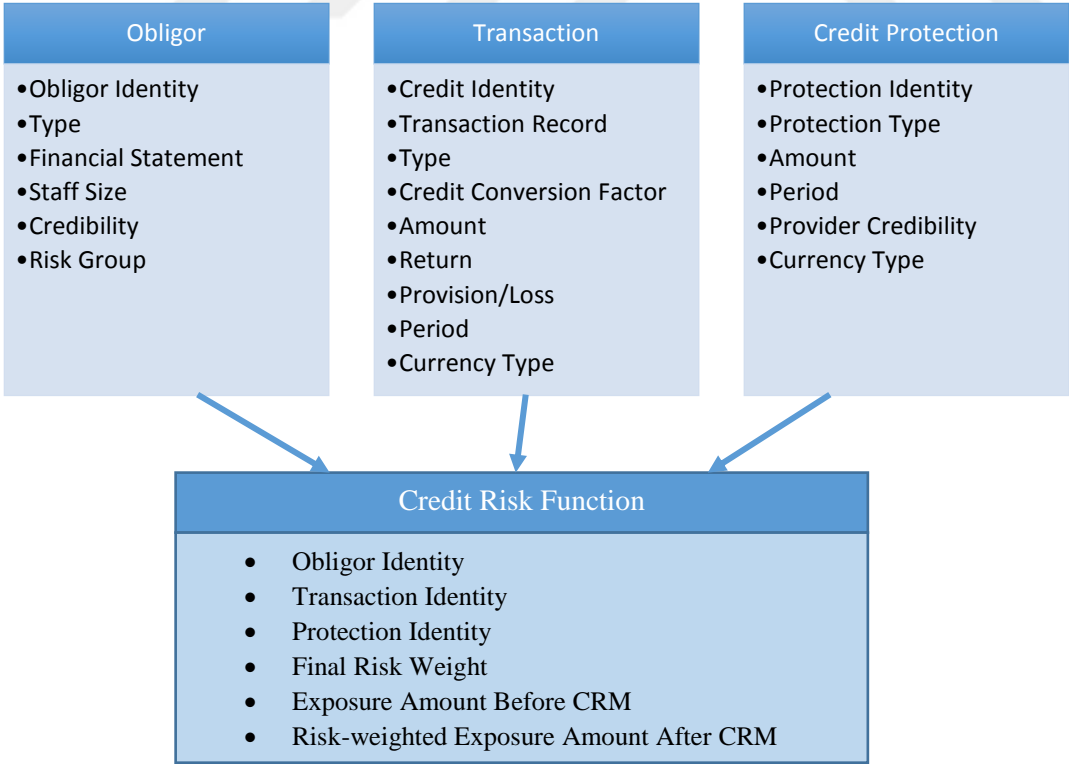 Obligor
•Obligor Identity
•Type
•Financial Statement
•Staff Size
•Credibility
•Risk Group
Transaction
•Credit Identity
•Transaction Record
•Type
•Credit Conversion Factor
•Amount
•Return
•Provision/Loss
•Period
•Currency Type
Credit Protection
•Protection Identity
•Protection Type
•Amount
•Period
•Provider Credibility
•Currency Type
Credit Risk Function
• Obligor Identity
• Transaction Identity
• Protection Identity
• Final Risk Weight
• Exposure Amount Before CRM
• Risk-weighted Exposure Amount After CRM